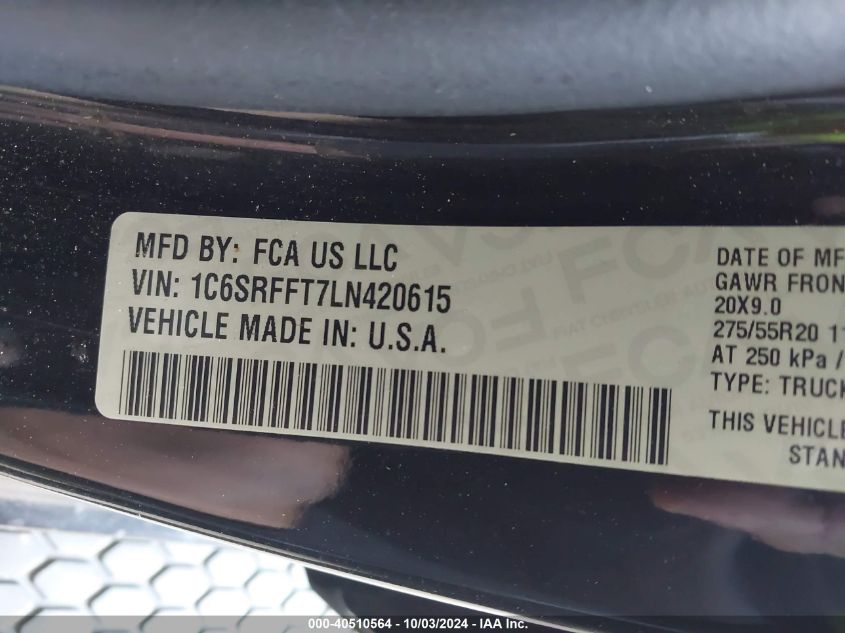 MFD BY: FCA US LLC
VIN: 1C6SRFFT7LN420615
VEHICLE MADE IN: U.S.A.
DATE OF MF
GAWR FRON
20X9.0
275/55R20 11
AT 250 kPa /
TYPE: TRUCK
THIS VEHICLE
STAN
000-40510564 - 10/03/2024 - IAA Inc.